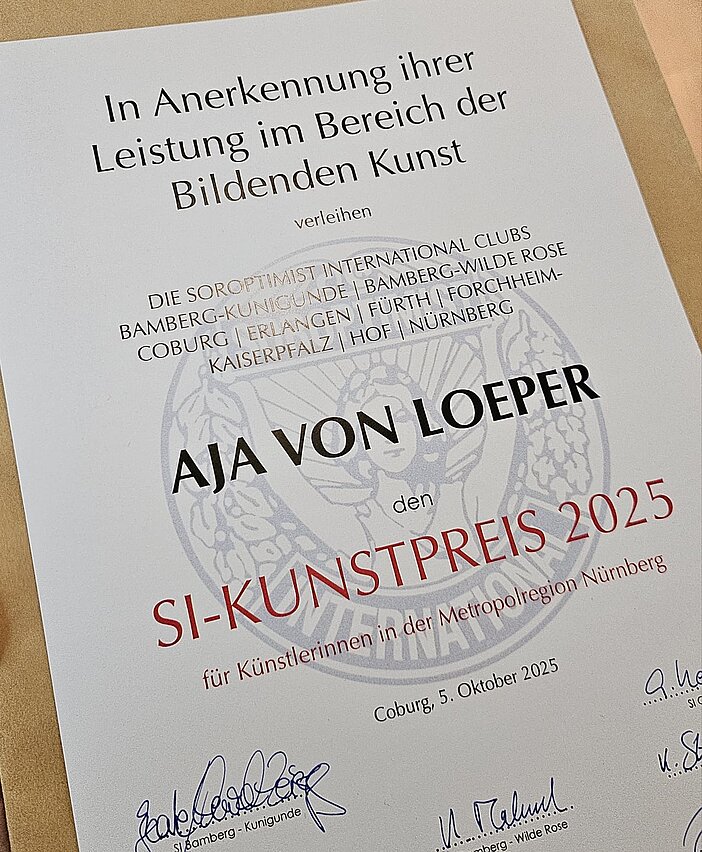 In Anerkennung ihrer
Leistung im Bereich der
Bildenden Kunst
verleihen
DIE SOROPTIMIST INTERNATIONAL CLUBS
BAMBERG-KUNIGUNDE | BAMBERG-WILDE ROSE
COBURG | ERLANGEN | FÜRTH | FORCHHEIM-
KAISERPFALZ | HOF | NÜRNBERG
AJA VON LOEPER
den
SI-KUNSTPREIS 2025
für Künstlerinnen in der Metropolregion Nürnberg
INTERNATIONAL
Coburg, 5. Oktober 2025
SI Bamberg - Kunigunde
mberg - Wilde Rose